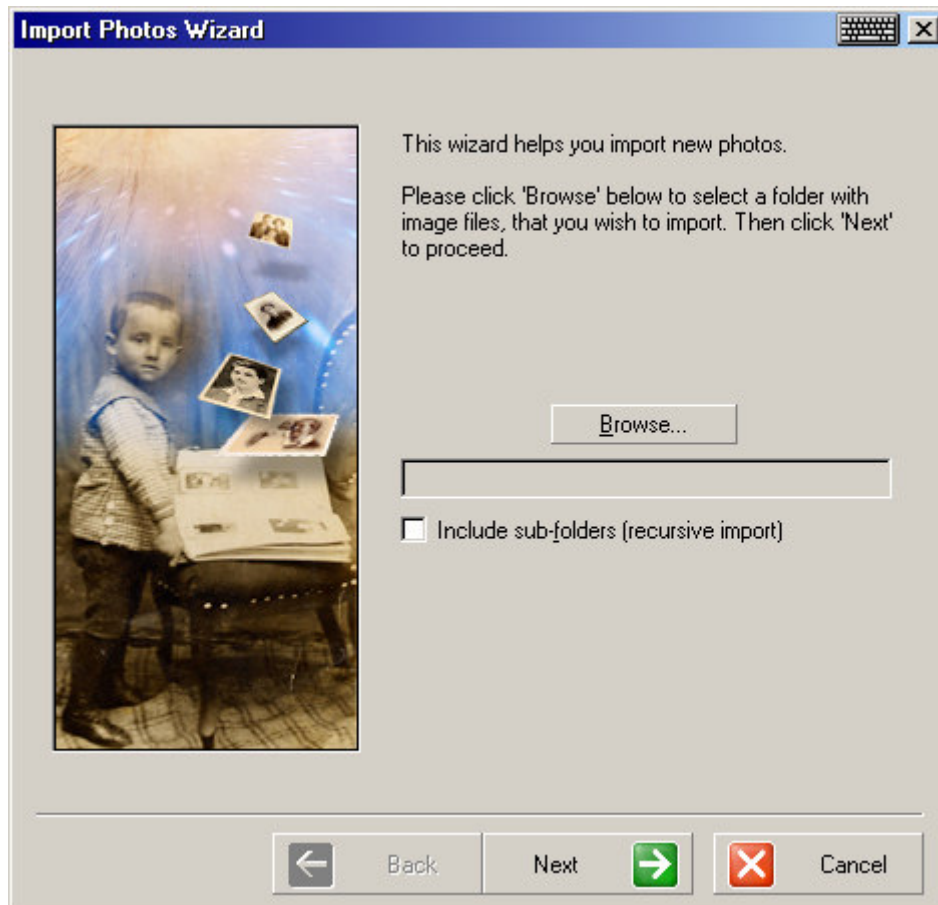 Import Photos Wizard
This wizard helps you import new photos.
Please click 'Browse' below to select a folder with
image files, that you wish to import. Then click 'Next'
to proceed.
Browse...
Include sub-folders (recursive import)
Back
Next
Cancel